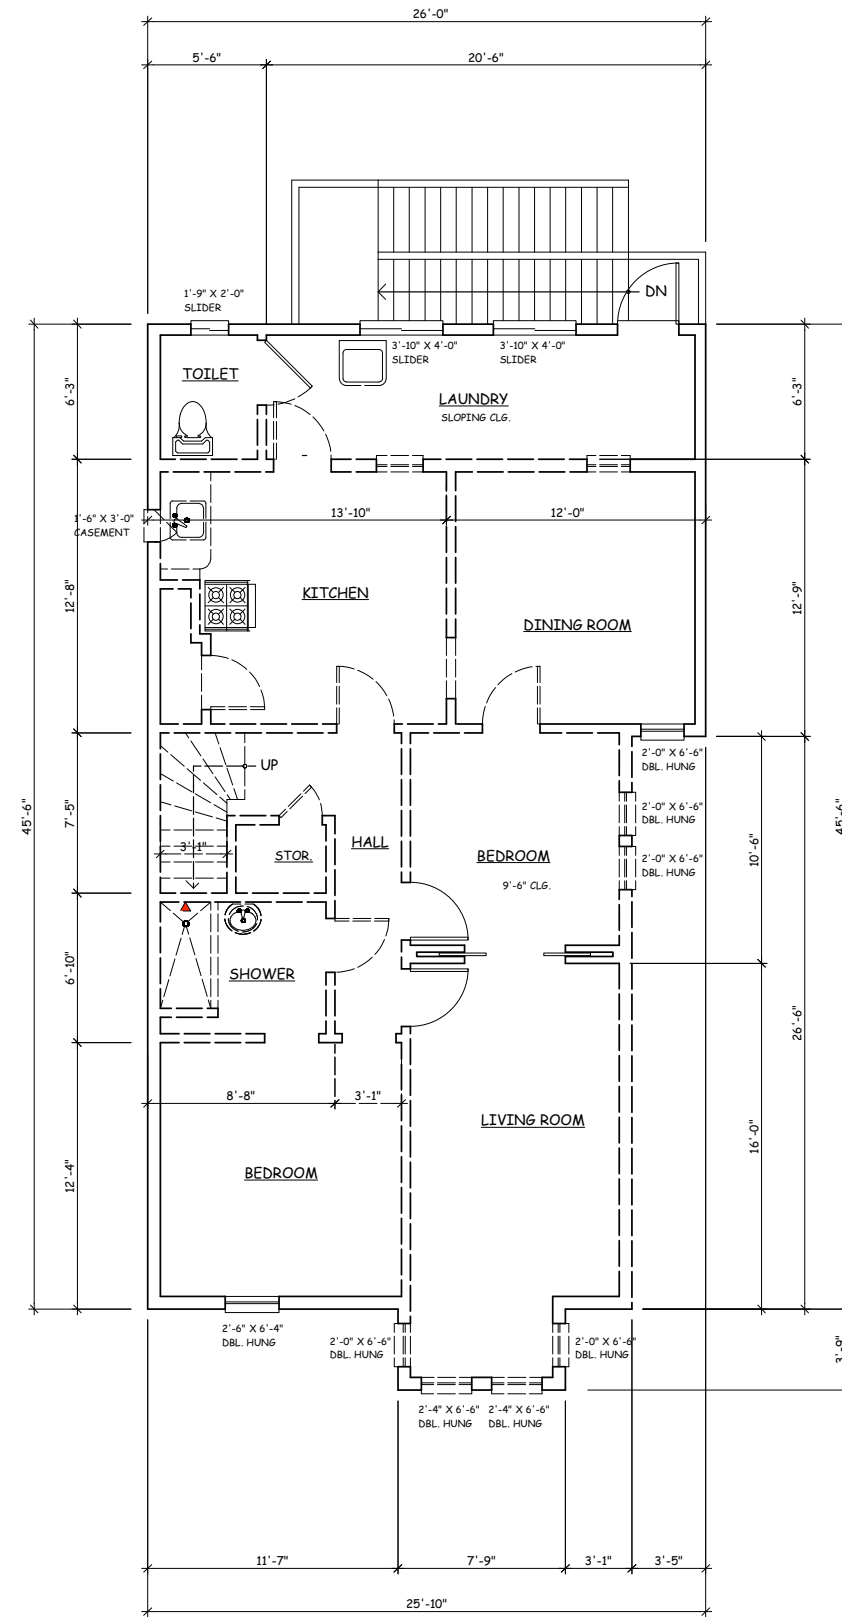 26'-0"
5'-6"
20'-6"
DN
1'-9" X 2'-0"
SLIDER
3'-10" X 4'-0"
SLIDER
3'-10" X 4'-0"
SLIDER
TOILET
LAUNDRY
SLOPING CLG.
6'-3"
6'-3"
1'-6" X 3'-0"
CASEMENT
13'-10"
12'-0"
KITCHEN
DINING ROOM
12'-8"
12'-9"
2'-0" X 6'-6"
DBL. HUNG
UP
2'-0" X 6'-6"
DBL. HUNG
45'-6"
7'-5"
3'-1"
STOR.
HALL
BEDROOM
9'-6" CLG.
2'-0" X 6'-6"
DBL. HUNG
10'-6"
45'-6"
6'-10"
SHOWER
26'-6"
8'-8"
3'-1"
LIVING ROOM
16'-0"
12'-4"
BEDROOM
2'-6" X 6'-4"
DBL. HUNG
2'-0" X 6'-6"
DBL. HUNG
2'-0" X 6'-6"
DBL. HUNG
3'-9"
2'-4" X 6'-6"
DBL. HUNG
2'-4" X 6'-6"
DBL. HUNG
11'-7"
7'-9"
3'-1"
3'-5"
25'-10"